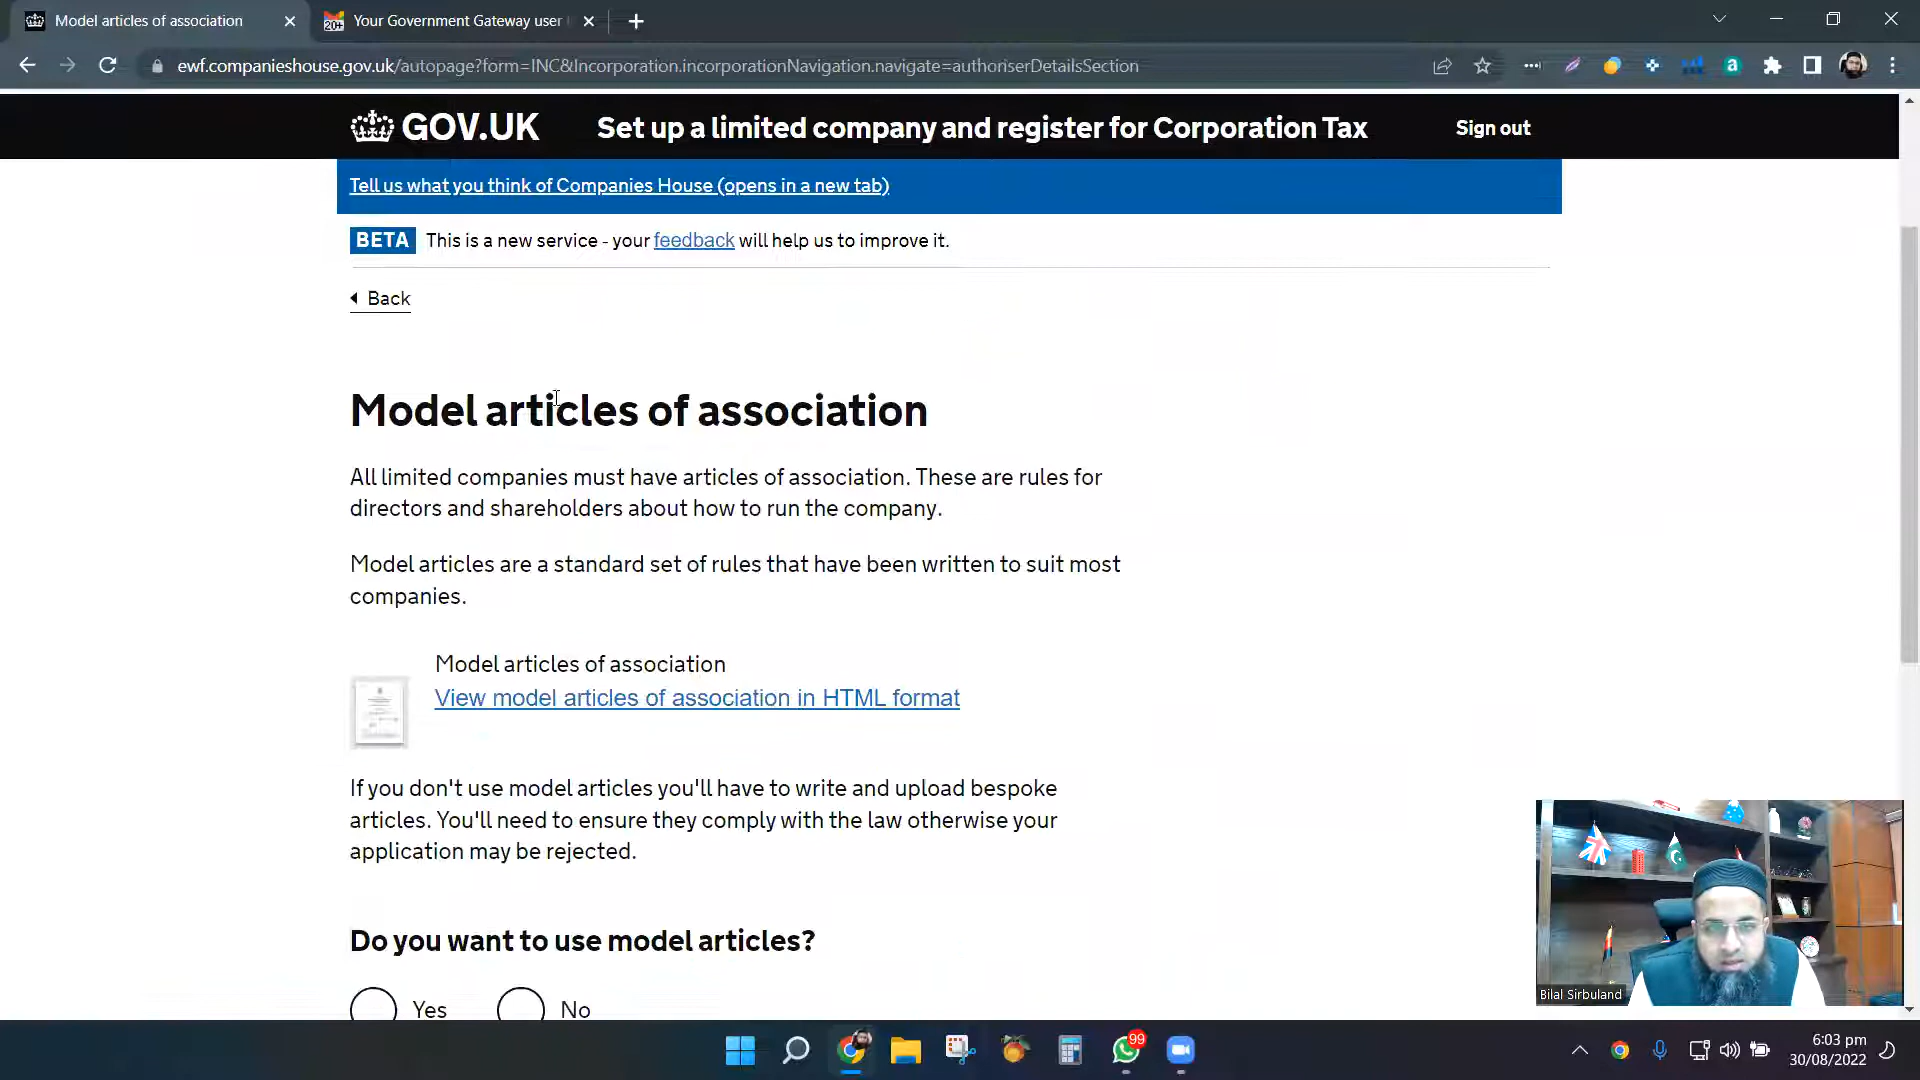 Model articles of association
20+
Your Government Gateway user
ewf.companieshouse.gov.uk/autopage?form=INC&Incorporation.incorporationNavigation.navigate=authoriserDetailsSection
GOV.UK
Set up a limited company and register for Corporation Tax
Sign out
Tell us what you think of Companies House (opens in a new tab)
BETA This is a new service - your feedback will help us to improve it.
Back
Model articles of association
All limited companies must have articles of association. These are rules for
directors and shareholders about how to run the company.
Model articles are a standard set of rules that have been written to suit most
companies.
Model articles of association
View model articles of association in HTML format
If you don't use model articles you'll have to write and upload bespoke
articles. You'll need to ensure they comply with the law otherwise your
application may be rejected.
Do you want to use model articles?
Yes No
Bilal Sirbuland
99
6:03 pm
30/08/2022